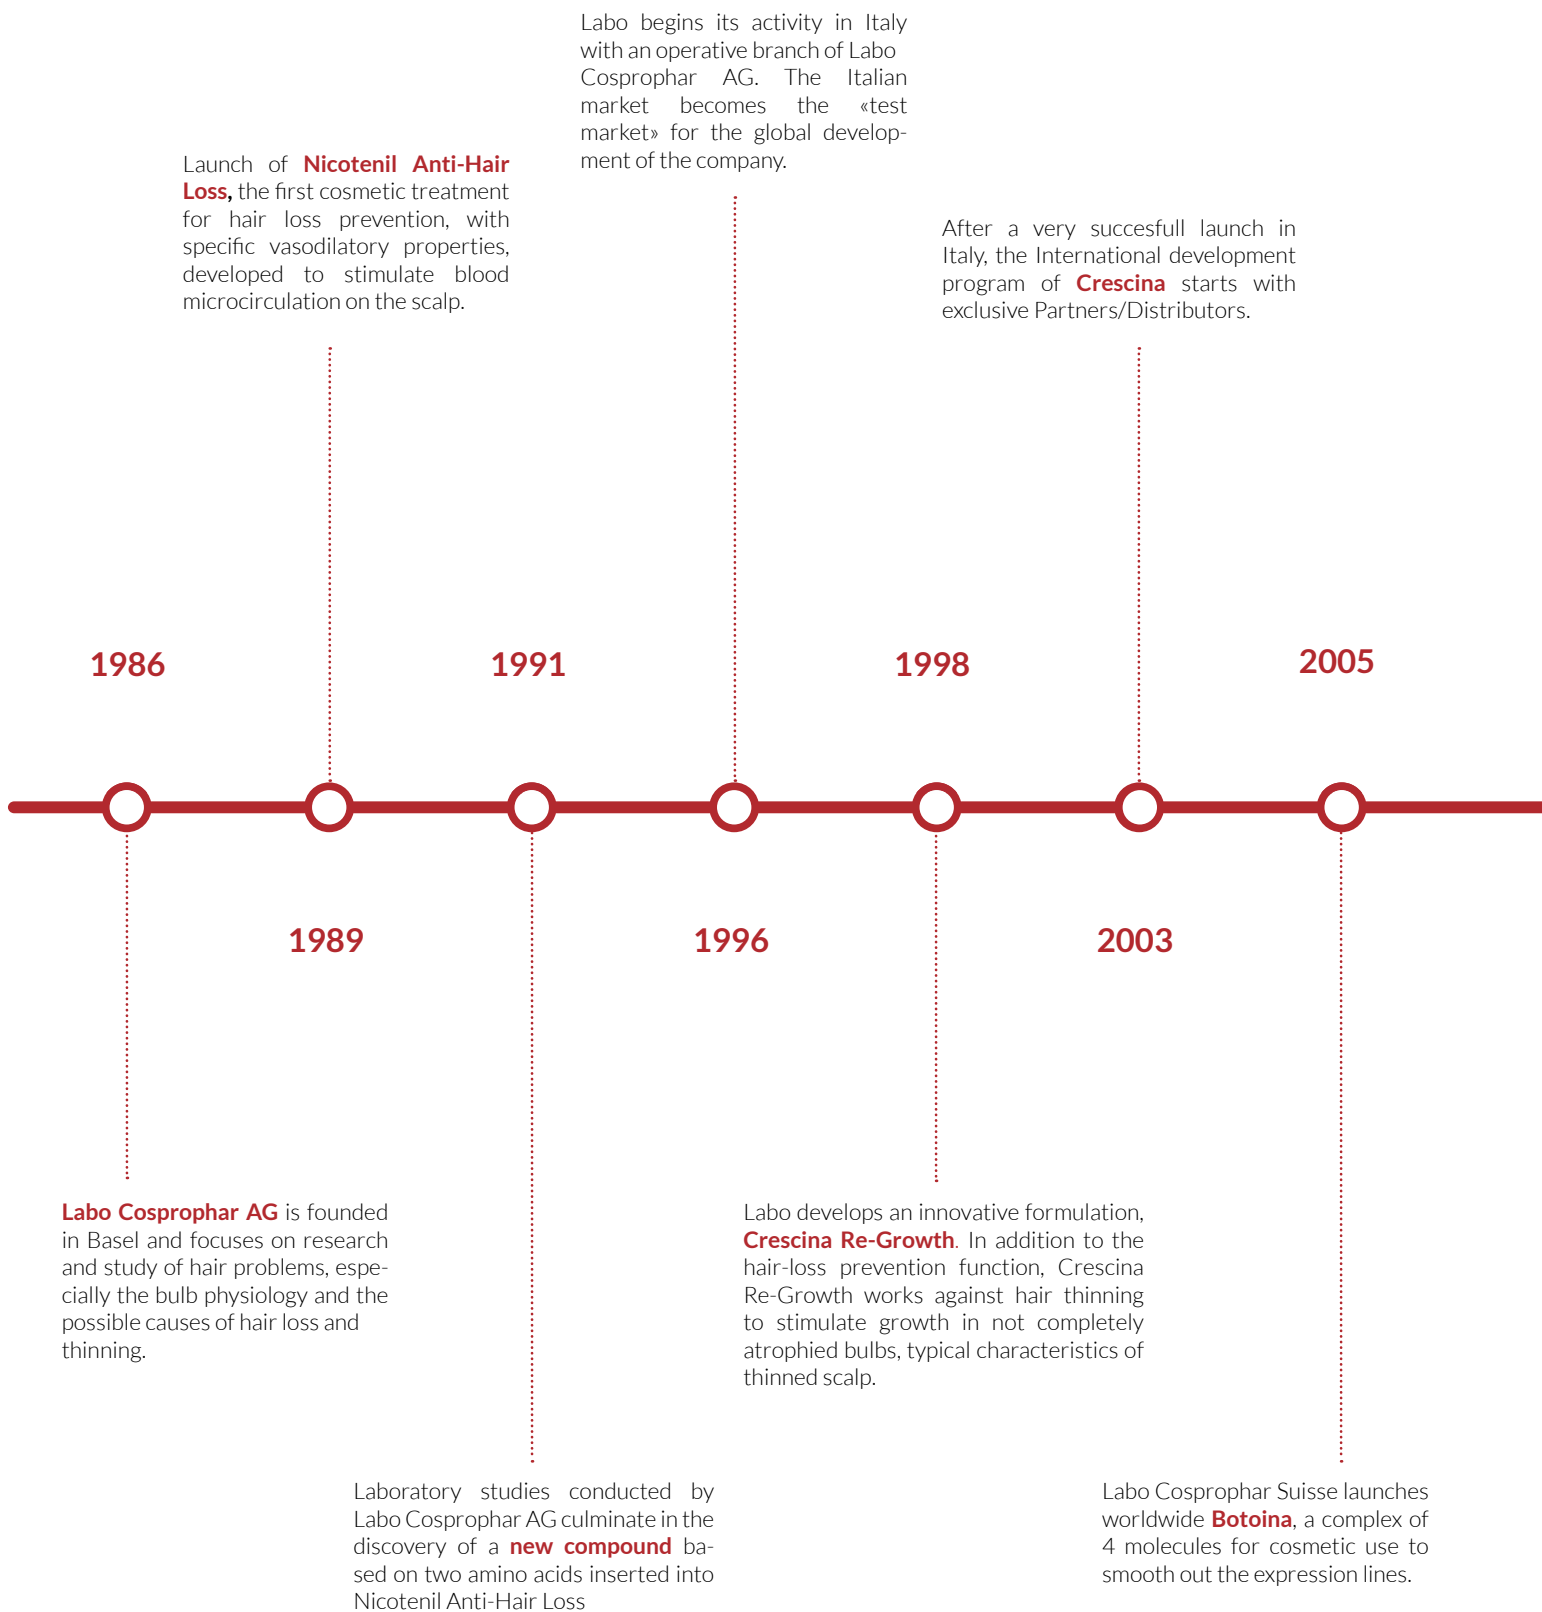 Labo begins its activity in Italy
with an operative branch of Labo
Cosprophar AG. The Italian
market becomes the «test
market» for the global develop-
ment of the company.
Launch of Nicotenil Anti-Hair
Loss, the first cosmetic treatment
for hair loss prevention, with
specific vasodilatory properties,
developed to stimulate blood
microcirculation on the scalp.
After a very succesfull launch in
Italy, the International development
program of Crescina starts with
exclusive Partners/Distributors.
1986
1991
1998
2005
1989
1996
2003
Labo Cosprophar AG is founded
in Basel and focuses on research
and study of hair problems, espe-
cially the bulb physiology and the
possible causes of hair loss and
thinning.
Labo develops an innovative formulation,
Crescina Re-Growth. In addition to the
hair-loss prevention function, Crescina
Re-Growth works against hair thinning
to stimulate growth in not completely
atrophied bulbs, typical characteristics of
thinned scalp.
Laboratory studies conducted by
Labo Cosprophar AG culminate in the
discovery of a new compound ba-
sed on two amino acids inserted into
Nicotenil Anti-Hair Loss
Labo Cosprophar Suisse launches
worldwide Botoina, a complex of
4 molecules for cosmetic use to
smooth out the expression lines.